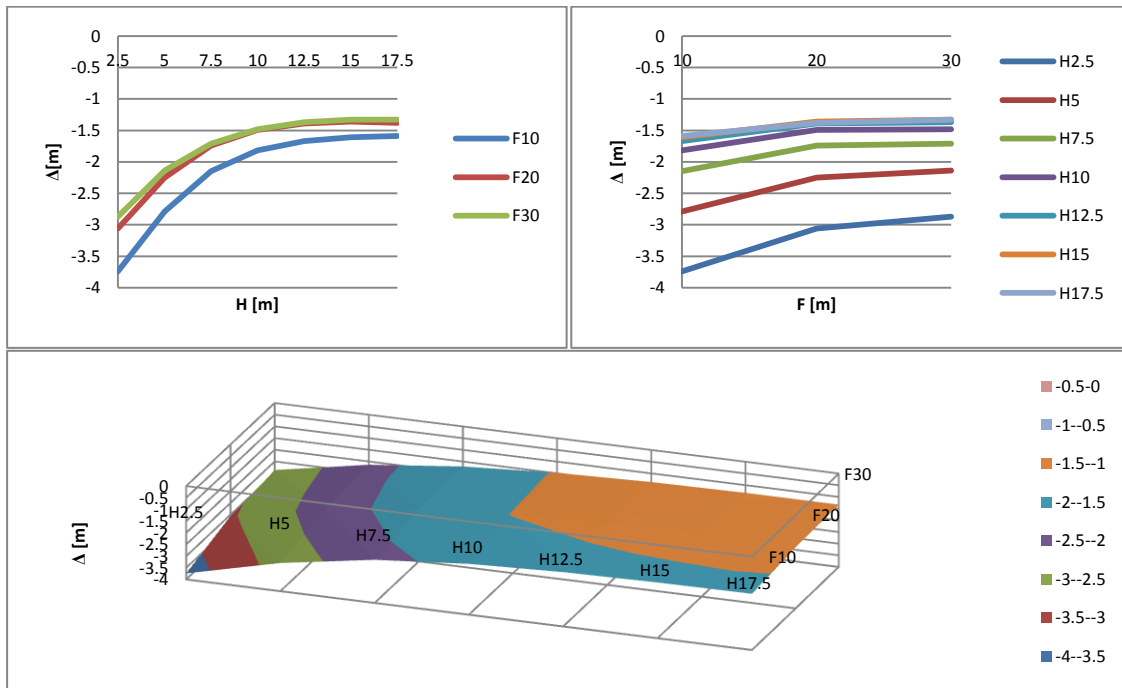 0
-0.5
-1
-1.5
-2
-2.5
-3
-3.5
-4
2.5 5 7.5 10 12.5 15 17.5
Δ[m]
H [m]
F10
F20
F30
0
-0.5
-1
-1.5
-2
-2.5
-3
-3.5
-4
10 20 30
Δ [m]
F [m]
H2.5
H5
H7.5
H10
H12.5
H15
H17.5
0
-0.5
-1
-1.5
-2
-2.5
-3
-3.5
-4
Δ [m]
H2.5
H5
H7.5
H10
H12.5
H15
H17.5
F10
F20
F30
-0.5-0
-1--0.5
-1.5--1
-2--1.5
-2.5--2
-3--2.5
-3.5--3
-4--3.5